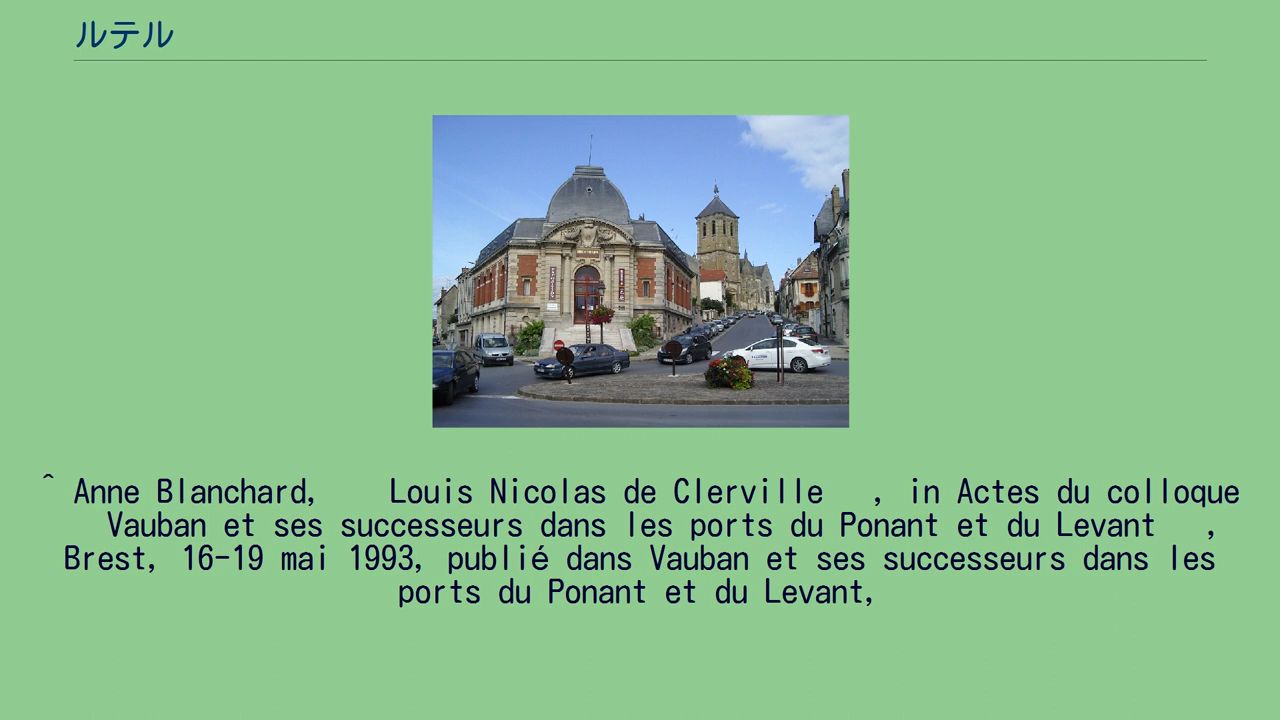 ルテル
^ Anne Blanchard, Louis Nicolas de Clerville , in Actes du colloque
Vauban et ses successeurs dans les ports du Ponant et du Levant ,
Brest, 16-19 mai 1993, publié dans Vauban et ses successeurs dans les
ports du Ponant et du Levant,